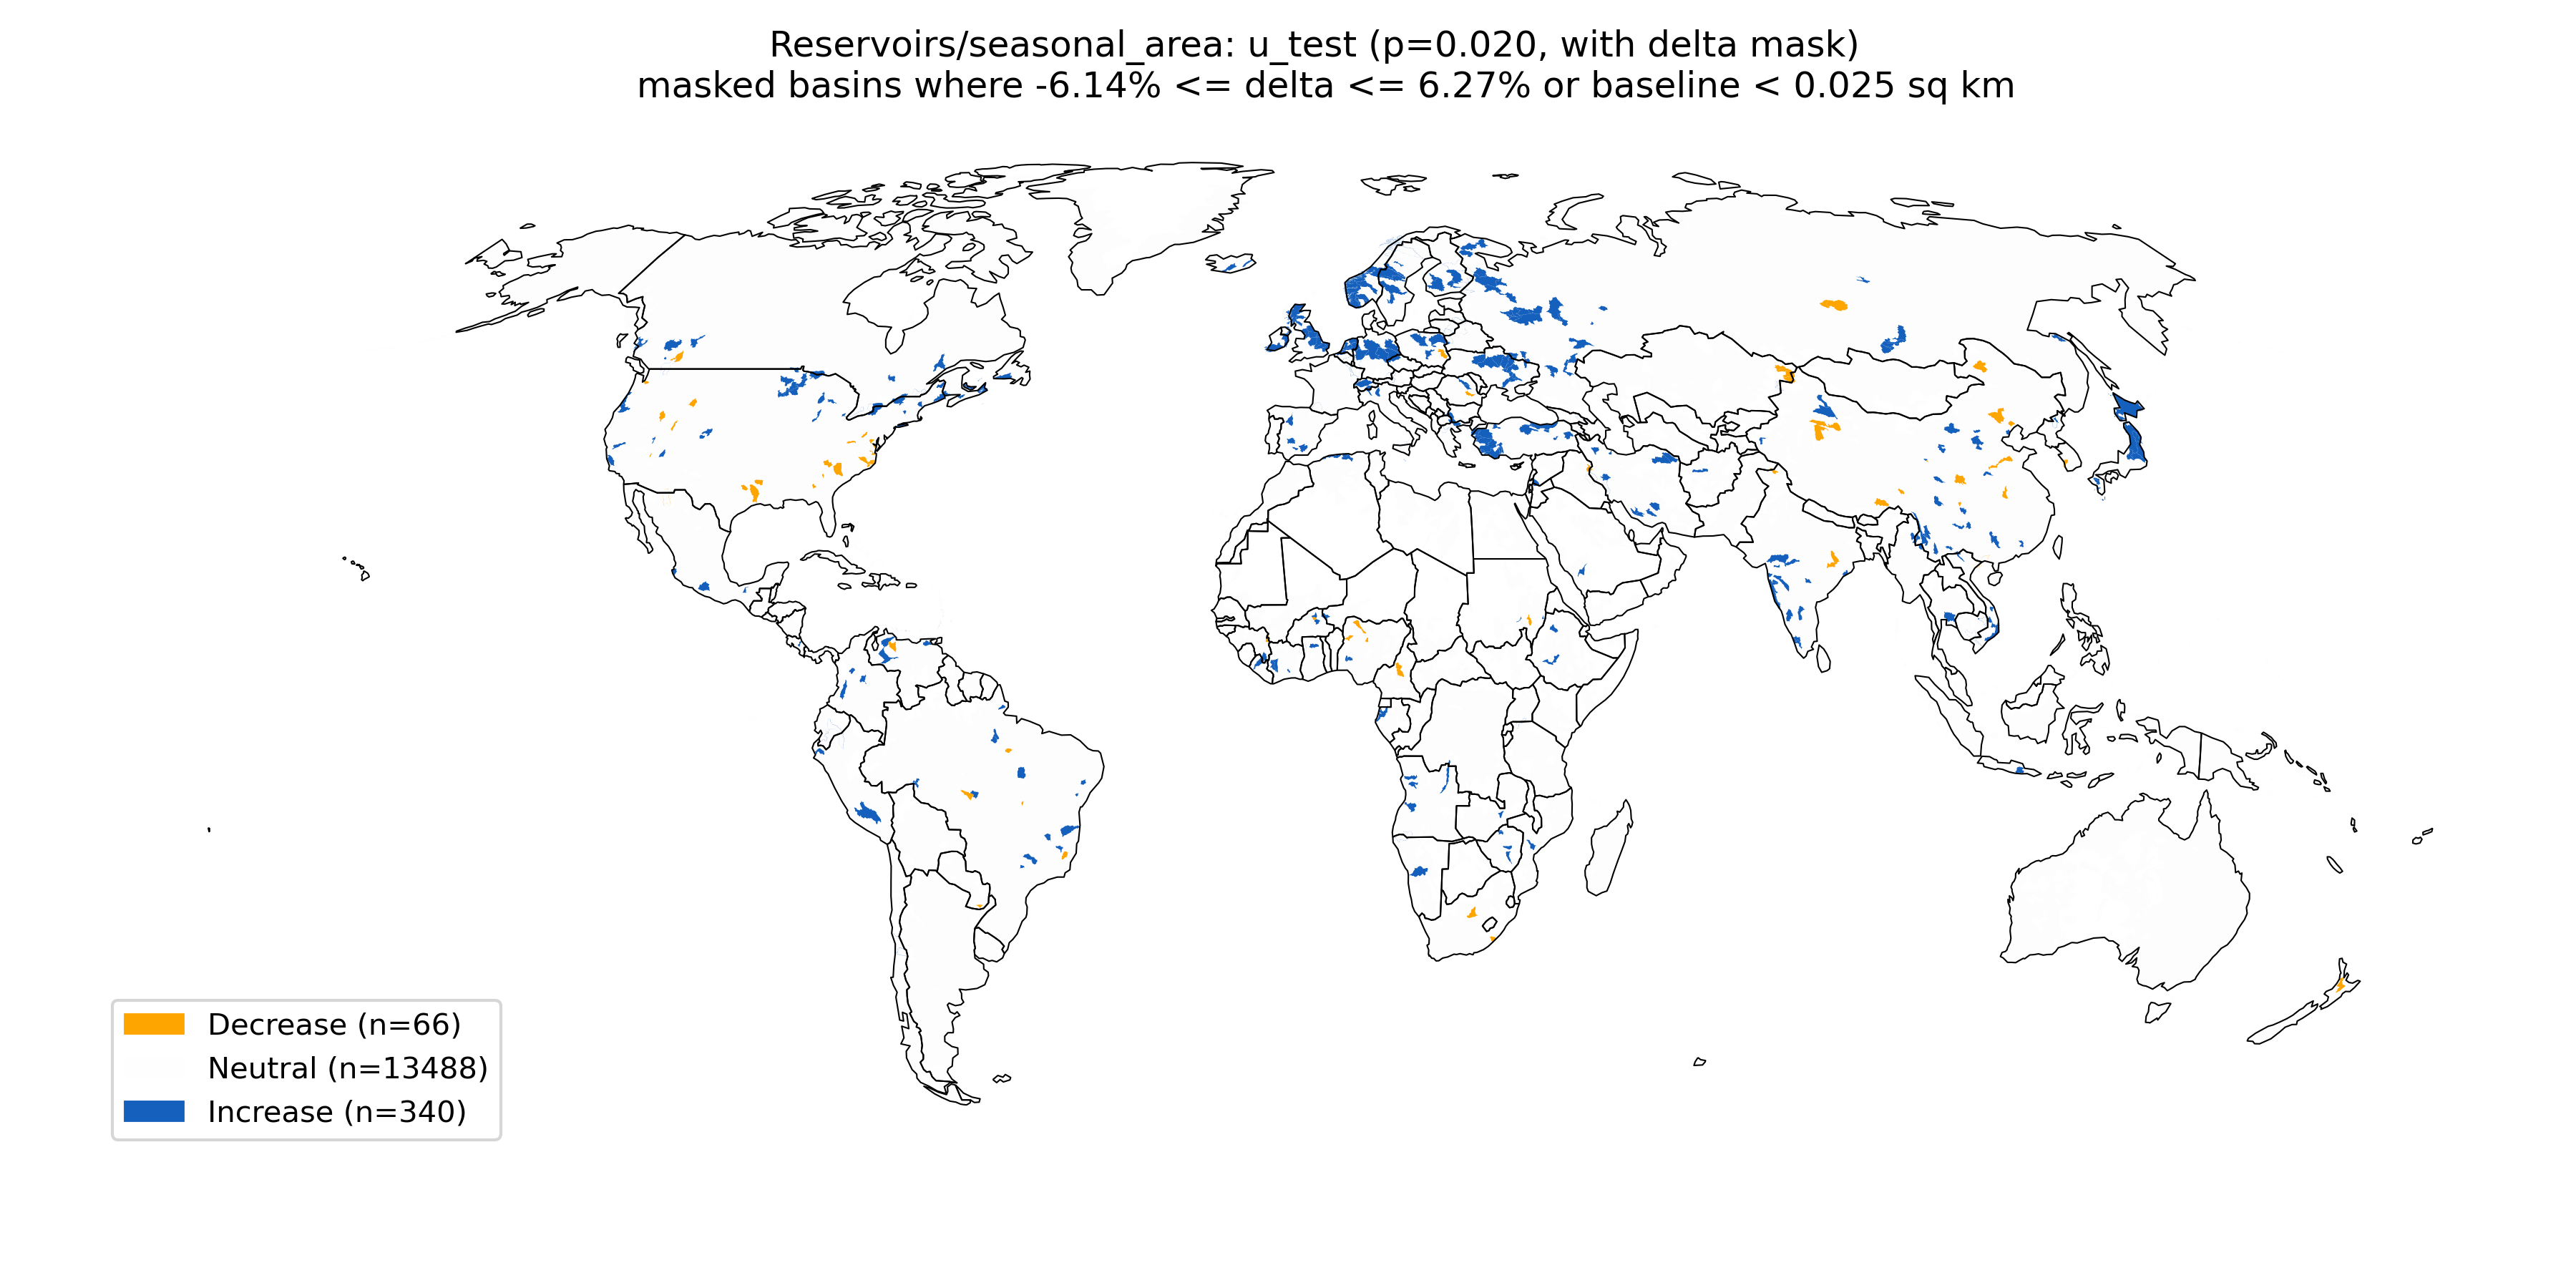 Reservoirs/seasonal_area: u_test (p=0.020, with delta mask)
masked basins where -6.14% <= delta <= 6.27% or baseline < 0.025 sq km
Decrease (n=66)
Neutral (n=13488)
Increase (n=340)